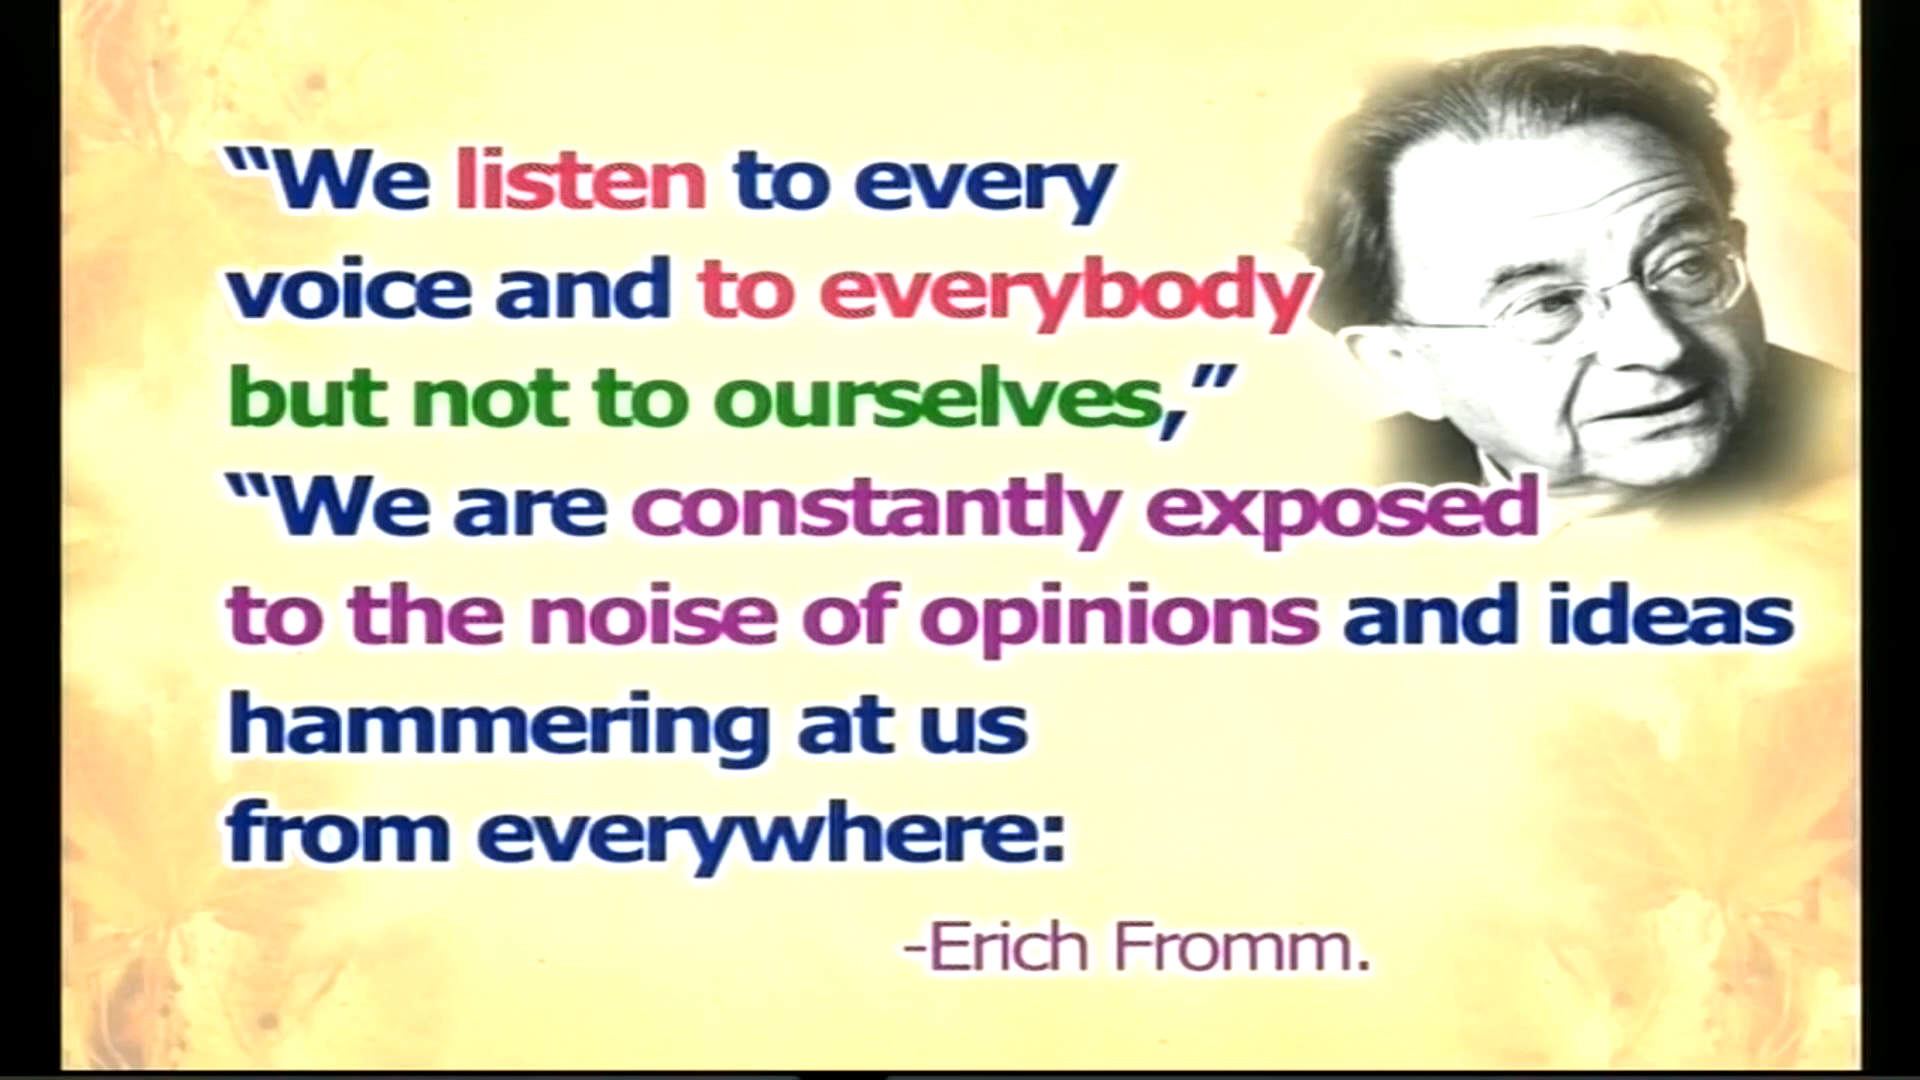 “We listen to every
voice and to everybody
but not to ourselves,”
“We are constantly exposed
to the noise of opinions and ideas
hammering at us
from everywhere:
-Erich Fromm.